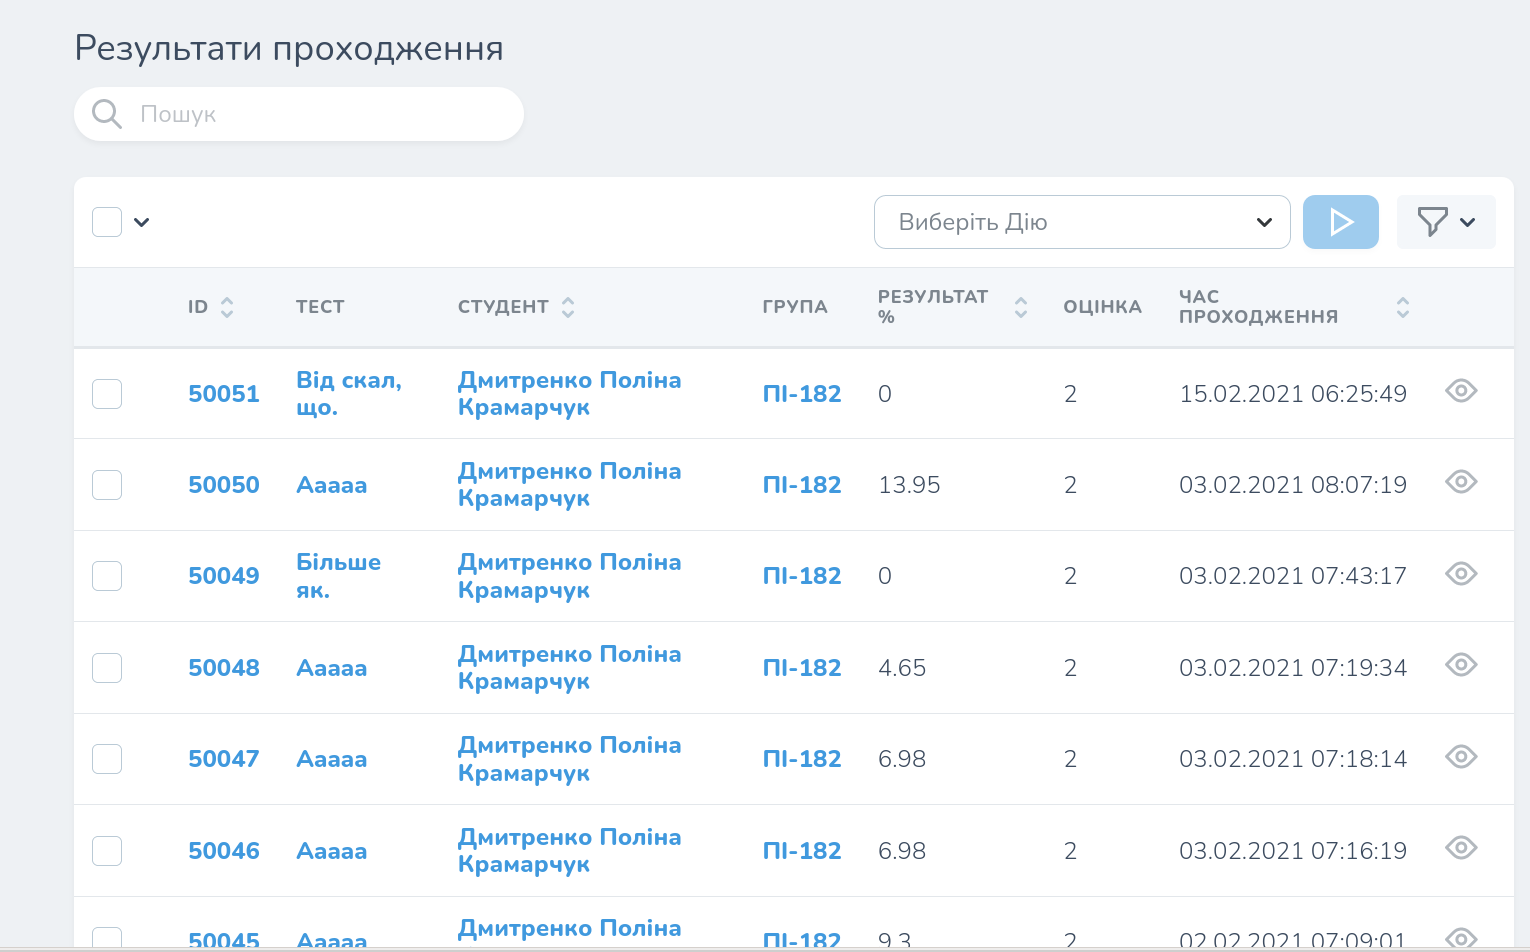 Результати проходження
Пошук
Виберіть Дію
ID ТЕСТ СТУДЕНТ ГРУПА РЕЗУЛЬТАТ % ОЦІНКА ЧАС ПРОХОДЖЕННЯ
50051 Від скал, що. Дмитренко Поліна Крамарчук ПІ-182 0 2 15.02.2021 06:25:49
50050 Ааааа Дмитренко Поліна Крамарчук ПІ-182 13.95 2 03.02.2021 08:07:19
50049 Більше як. Дмитренко Поліна Крамарчук ПІ-182 0 2 03.02.2021 07:43:17
50048 Ааааа Дмитренко Поліна Крамарчук ПІ-182 4.65 2 03.02.2021 07:19:34
50047 Ааааа Дмитренко Поліна Крамарчук ПІ-182 6.98 2 03.02.2021 07:18:14
50046 Ааааа Дмитренко Поліна Крамарчук ПІ-182 6.98 2 03.02.2021 07:16:19
50045 Ааааа Дмитренко Поліна ПІ-182 9.3 2 02.02.2021 07:09:01